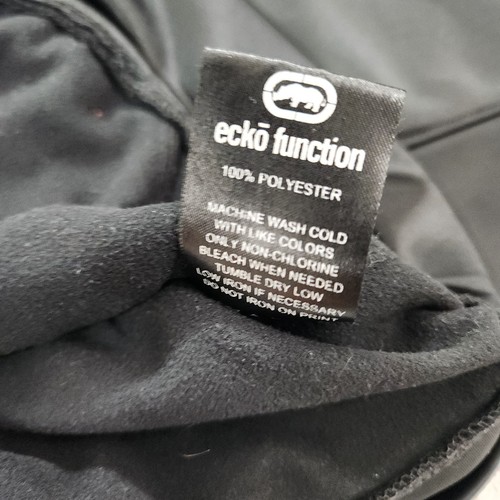 eckō function
100% POLYESTER
MACHINE WASH COLD
WITH LIKE COLORS
ONLY NON-CHLORINE
BLEACH WHEN NEEDED
TUMBLE DRY LOW
LOW IRON IF NECESSARY
DO NOT IRON ON PRINT